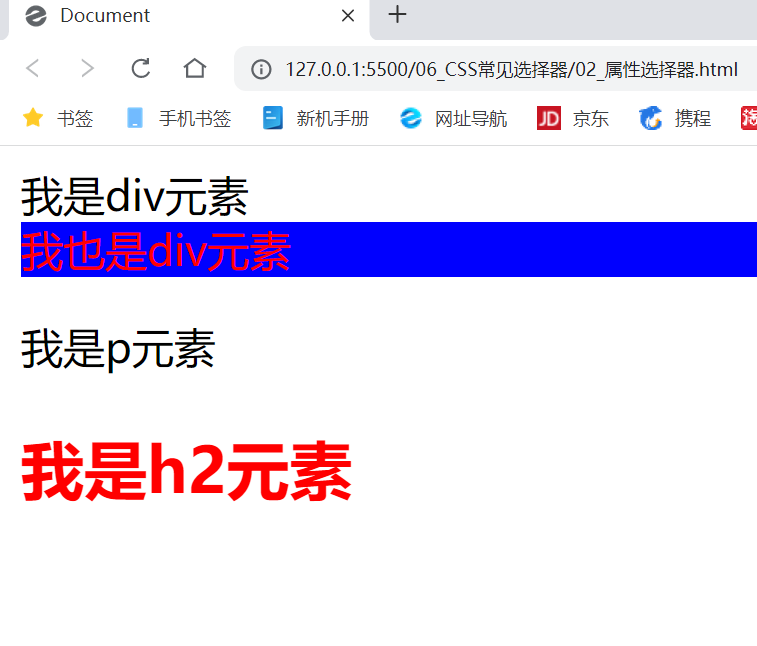 Document
127.0.0.1:5500/06_CSS常见选择器/02_属性选择器.html
书签 手机书签 新机手册 网址导航 JD 京东 携程
我是div元素
我也是div元素
我是p元素
我是h2元素